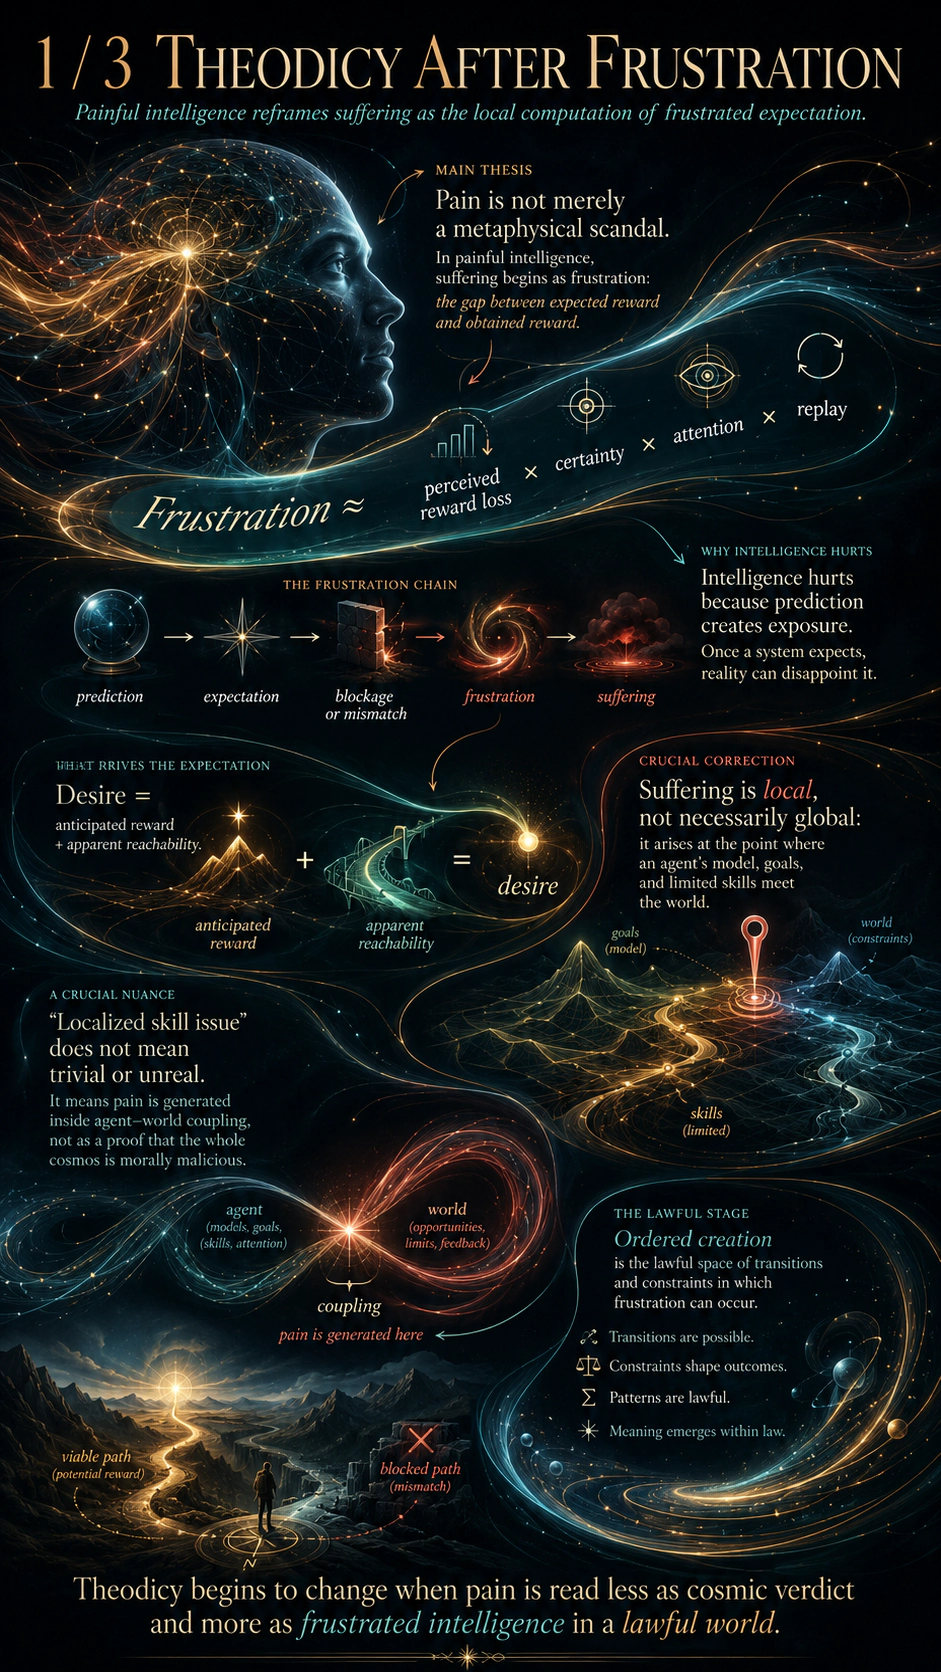 1/3 THEODICY AFTER FRUSTRATION
Painful intelligence reframes suffering as the local computation of frustrated expectation.
MAIN THESIS
Pain is not merely
a metaphysical scandal.
In painful intelligence,
suffering begins as frustration:
the gap between expected reward
and obtained reward.
Frustration ≈
perceived
reward loss
×
certainty
×
attention
×
replay
WHY INTELLIGENCE HURTS
Intelligence hurts
because prediction
creates exposure.
Once a system expects,
reality can disappoint it.
THE FRUSTRATION CHAIN
prediction
expectation
blockage
or mismatch
frustration
suffering
RRIVES THE EXPECTATION
Desire =
anticipated reward
+ apparent reachability.
+
=
anticipated
reward
apparent
reachability
desire
CRUCIAL CORRECTION
Suffering is local,
not necessarily global:
it arises at the point where
an agent's model, goals,
and limited skills meet
the world.
goals
(model)
world
(constraints)
skills
(limited)
A CRUCIAL NUANCE
“Localized skill issue”
does not mean
trivial or unreal.
It means pain is generated
inside agent–world coupling,
not as a proof that the whole
cosmos is morally malicious.
agent
(models, goals,
(skills, attention)
world
(opportunities,
limits, feedback)
coupling
pain is generated here
THE LAWFUL STAGE
Ordered creation
is the lawful space of transitions
and constraints in which
frustration can occur.
Transitions are possible.
Constraints shape outcomes.
Σ Patterns are lawful.
Meaning emerges within law.
viable path
(potential reward)
blocked path
(mismatch)
N
Theodicy begins to change when pain is read less as cosmic verdict
and more as frustrated intelligence in a lawful world.